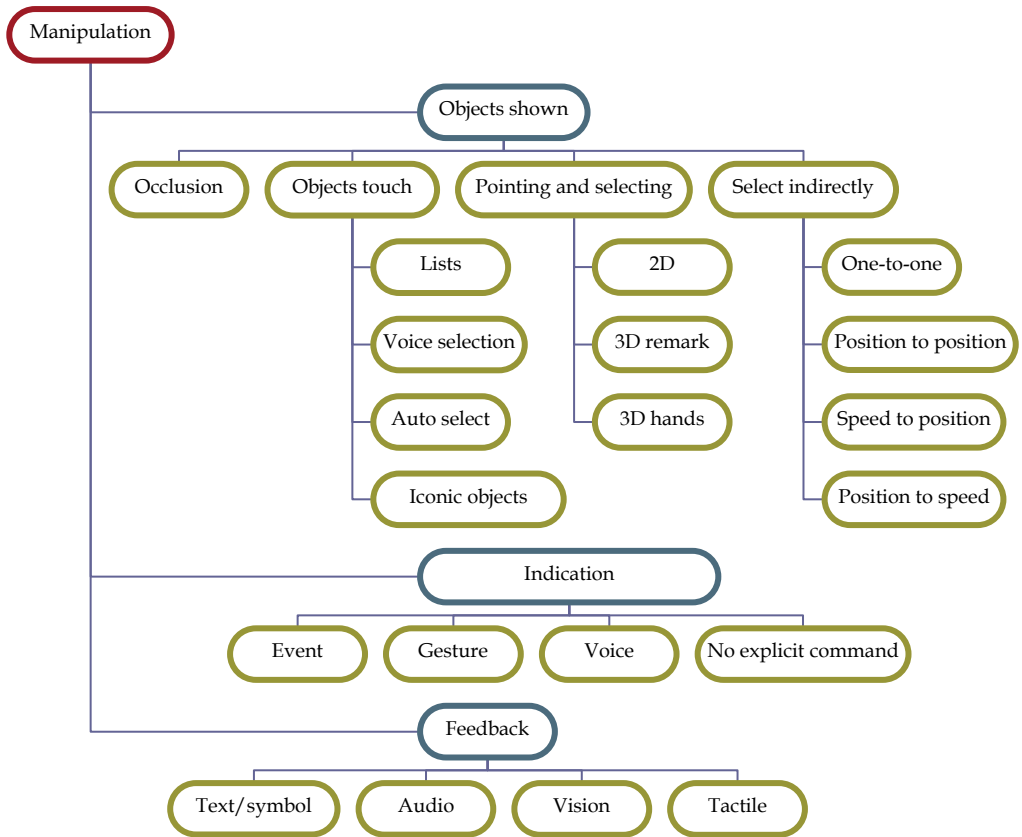 Manipulation
Objects shown
Occlusion
Objects touch
Pointing and selecting
Select indirectly
Lists
2D
One-to-one
Voice selection
3D remark
Position to position
Auto select
3D hands
Speed to position
Iconic objects
Position to speed
Indication
Event
Gesture
Voice
No explicit command
Feedback
Text/symbol
Audio
Vision
Tactile